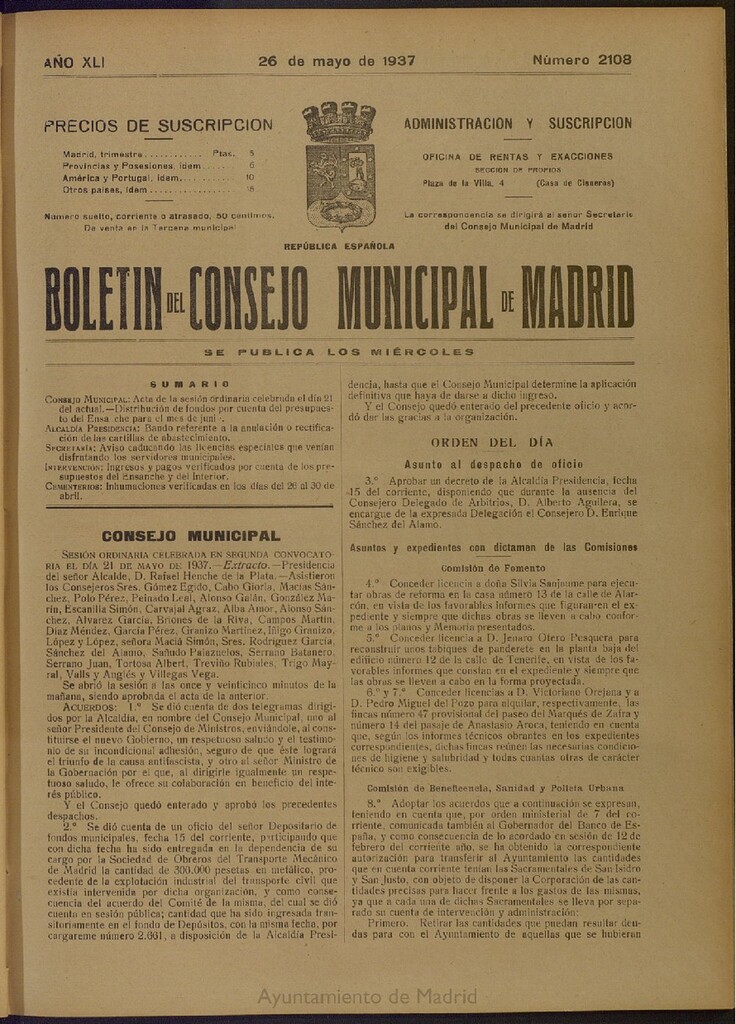 AÑO XLI
26 de mayo de 1937
Número 2108
PRECIOS DE SUSCRIPCION
Madrid, trimestre............ Ptas. 5
Provincias y Posesiones, ídem...... 6
América y Portugal, ídem........... 10
Otros países, ídem................. 18
Número suelto, corriente o atrasado, 50 céntimos.
De venta en la Tercena municipal
ADMINISTRACION Y SUSCRIPCION
OFICINA DE RENTAS Y EXACCIONES
SECCIÓN DE PROPIOS
Plaza de la Villa, 4 (Casa de Cisneros)
La correspondencia se dirigirá al señor Secretario
del Consejo Municipal de Madrid
REPÚBLICA ESPAÑOLA
BOLETIN DEL CONSEJO MUNICIPAL DE MADRID
SE PUBLICA LOS MIÉRCOLES
SUMARIO
CONSEJO MUNICIPAL: Acta de la sesión ordinaria celebrada el día 21
del actual.—Distribución de fondos por cuenta del presupues-
to del Ensa che para el mes de juni .
ALCALDÍA PRESIDENCIA: Bando referente a la anulación o rectifica-
ción de las cartillas de abastecimiento.
SECRETARÍA: Aviso caducando las licencias especiales que venían
disfrutando los servidores municipales.
INTERVENCIÓN: Ingresos y pagos verificados por cuenta de los pre-
supuestos del Ensanche y del Interior.
CEMENTERIOS: Inhumaciones verificadas en los días del 26 al 30 de
abril.
CONSEJO MUNICIPAL
SESIÓN ORDINARIA CELEBRADA EN SEGUNDA CONVOCATO-
RIA EL DÍA 21 DE MAYO DE 1937.—Extracto.—Presidencia
del señor Alcalde, D. Rafael Henche de la Plata.—Asistieron
los Consejeros Sres. Gómez Egido, Cabo Gloria, Macías Sán-
chez, Polo Pérez, Peinado Leal, Alonso Galán, González Ma-
rín, Escanilla Simón, Carvajal Agraz, Alba Amor, Alonso Sán-
chez, Alvarez García, Briones de la Riva, Campos Martín,
Díaz Méndez, García Pérez, Granizo Martínez, Iñigo Granizo,
López y López, señora Maciá Simón, Sres. Rodríguez García,
Sánchez del Alamo, Sañudo Palazuelos, Serrano Batanero,
Serrano Juan, Tortosa Albert, Treviño Rubiales, Trigo May-
ral, Valls y Anglés y Villegas Vega.
Se abrió la sesión a las once y veinticinco minutos de la
mañana, siendo aprobada el acta de la anterior.
ACUERDOS: 1.º Se dió cuenta de dos telegramas dirigi-
dos por la Alcaldía, en nombre del Consejo Municipal, uno al
señor Presidente del Consejo de Ministros, enviándole, al cons-
tituirse el nuevo Gobierno, un respetuoso saludo y el testimo-
nio de su incondicional adhesión, seguro de que éste logrará
el triunfo de la causa antifascista, y otro al señor Ministro de
la Gobernación por el que, al dirigirle igualmente un respe-
tuoso saludo, le ofrece su colaboración en beneficio del inte-
rés público.
Y el Consejo quedó enterado y aprobó los precedentes
despachos.
2.º Se dió cuenta de un oficio del señor Depositario de
fondos municipales, fecha 15 del corriente, participando que
con dicha fecha ha sido entregada en la dependencia de su
cargo por la Sociedad de Obreros del Transporte Mecánico
de Madrid la cantidad de 300.000 pesetas en metálico, pro-
cedente de la explotación industrial del transporte civil que
existía intervenida por dicha organización, y como conse-
cuencia del acuerdo del Comité de la misma, del cual se dió
cuenta en sesión pública; cantidad que ha sido ingresada tran-
sitoriamente en el fondo de Depósitos, con la misma fecha, por
cargareme número 2.661, a disposición de la Alcaldía Presi-
dencia, hasta que el Consejo Municipal determine la aplicación
definitiva que haya de darse a dicho ingreso.
Y el Consejo quedó enterado del precedente oficio y acor-
dó dar las gracias a la organización.
ORDEN DEL DÍA
Asunto al despacho de oficio
3.º Aprobar un decreto de la Alcaldía Presidencia, fecha
15 del corriente, disponiendo que durante la ausencia del
Consejero Delegado de Arbitrios, D. Alberto Aguilera, se
encargue de la expresada Delegación el Consejero D. Enrique
Sánchez del Alamo.
Asuntos y expedientes con dictamen de las Comisiones
Comisión de Fomento
4.º Conceder licencia a doña Silvia Sanjaume para ejecu-
tar obras de reforma en la casa número 13 de la calle de Alar-
cón, en vista de los favorables informes que figuran en el ex-
pediente y siempre que dichas obras se lleven a cabo confor-
me a los planos y Memoria presentados.
5.º Conceder licencia a D. Jenaro Otero Pesquera para
reconstruir unos tabiques de panderete en la planta baja del
edificio número 12 de la calle de Tenerife, en vista de los fa-
vorables informes que constan en el expediente y siempre que
las obras se lleven a cabo en la forma proyectada.
6.º y 7.º Conceder licencias a D. Victoriano Orejana y a
D. Pedro Miguel del Pozo para alquilar, respectivamente, las
fincas número 47 provisional del paseo del Marqués de Zafra y
número 14 del pasaje de Anastasio Aroca, teniendo en cuenta
que, según los informes técnicos obrantes en los expedientes
correspondientes, dichas fincas reúnen las necesarias condicio-
nes de higiene y salubridad y todas cuantas otras de carácter
técnico son exigibles.
Comisión de Beneficencia, Sanidad y Policía Urbana
8.º Adoptar los acuerdos que a continuación se expresan,
teniendo en cuenta que, por orden ministerial de 7 del co-
rriente, comunicada también al Gobernador del Banco de Es-
paña, y como consecuencia de lo acordado en sesión de 12 de
febrero del corriente año, se ha obtenido la correspondiente
autorización para transferir al Ayuntamiento las cantidades
que en cuenta corriente tenían las Sacramentales de San Isidro
y San Justo, con objeto de disponer la Corporación de las can-
tidades precisas para hacer frente a los gastos de las mismas,
ya que a cada una de dichas Sacramentales se lleva por sepa-
rado su cuenta de intervención y administración:
Primero. Retirar las cantidades que puedan resultar deu-
das para con el Ayuntamiento de aquellas que se hubieran
Ayuntamiento de Madrid